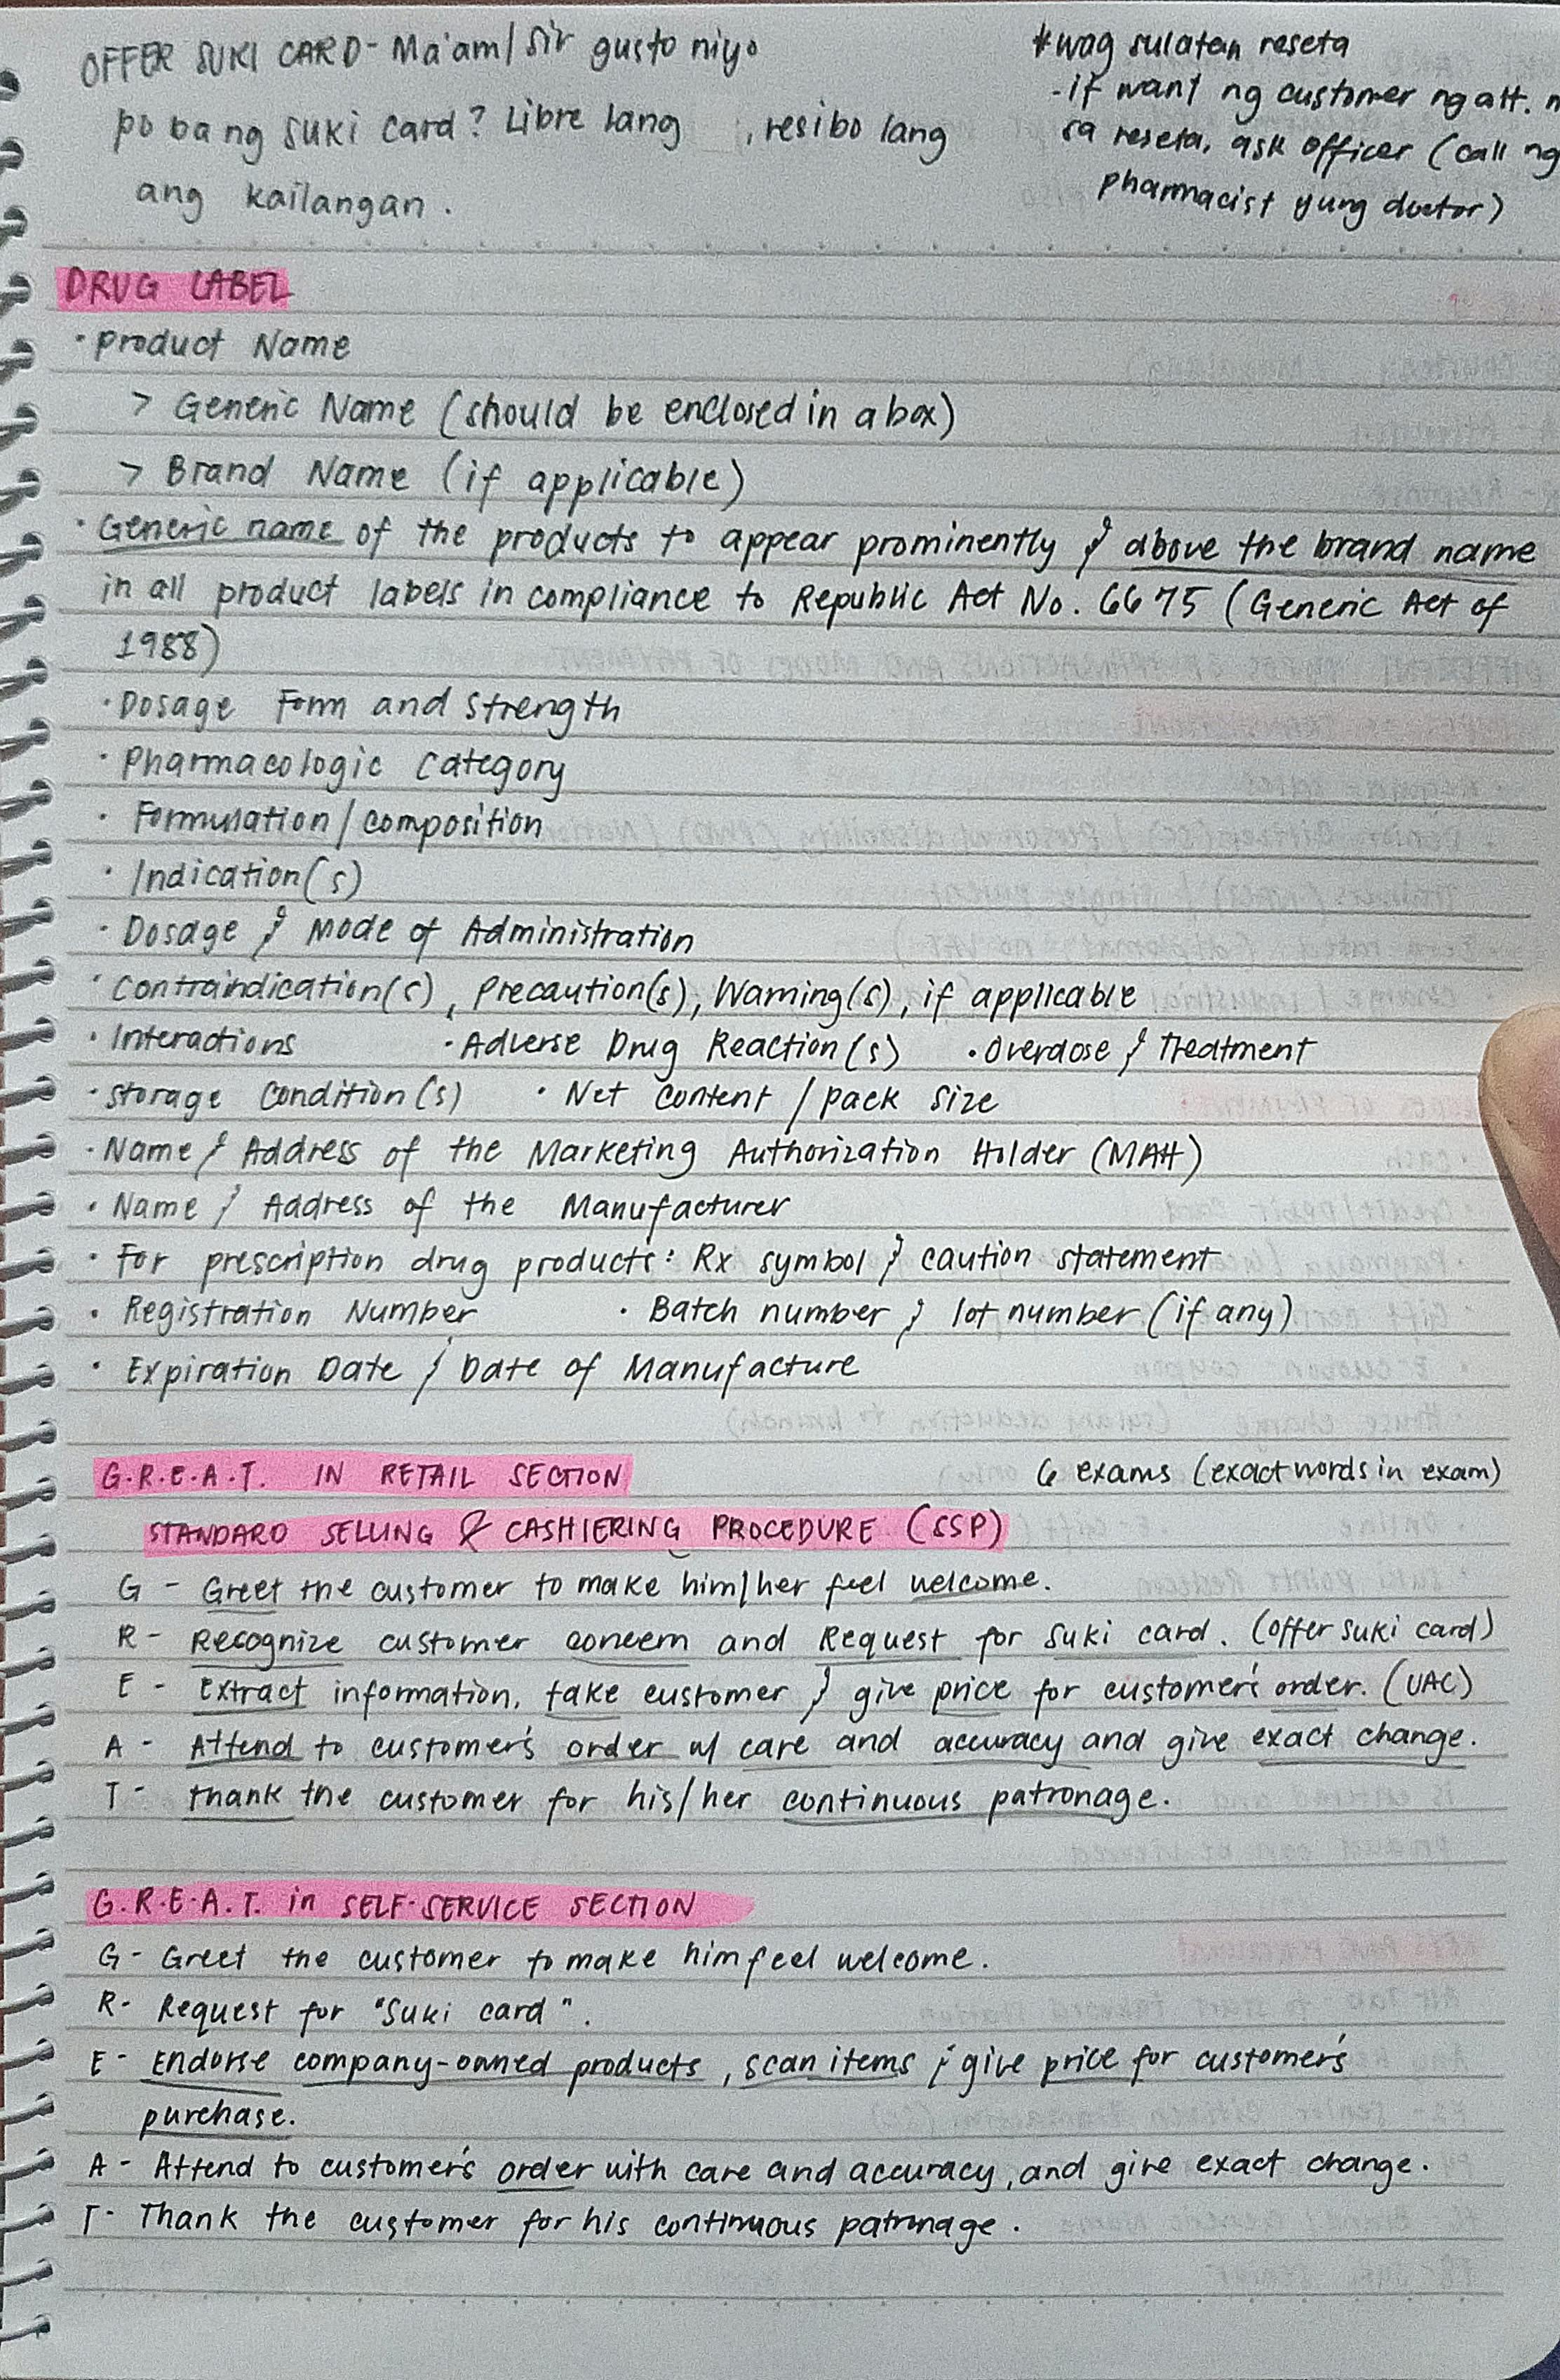 OFFER SUKI CARD - Ma'am/Sir gusto niyo
po ba ng suki card? Libre lang , resibo lang
ang kailangan.
*wag sulatan reseta
- if want ng customer ng att. n
sa reseta, ask officer (call ng
pharmacist yung doctor)
DRUG LABEL
• Product Name
> Generic Name (should be enclosed in a box)
> Brand Name (if applicable)
• Generic name of the products to appear prominently & above the brand name
in all product labels in compliance to Republic Act No. 6675 (Generic Act of
1988)
• Dosage Form and Strength
• Pharmacologic Category
• Formulation/composition
• Indication(s)
• Dosage & Mode of Administration
• Contraindication(s), Precaution(s), Warning(s), if applicable
• Interactions • Adverse Drug Reaction(s) • Overdose & Treatment
• Storage Condition(s) • Net Content / pack size
• Name & Address of the Marketing Authorization Holder (MAH)
• Name & Address of the Manufacturer
• For prescription drug products: Rx symbol & caution statement
• Registration Number • Batch number & lot number (if any)
• Expiration Date & Date of Manufacture
G.R.E.A.T. IN RETAIL SECTION 6 exams (exact words in exam)
STANDARD SELLING & CASHIERING PROCEDURE (SSP)
G - Greet the customer to make him/her feel welcome.
R - Recognize customer concern and Request for suki card. (offer suki card)
E - Extract information, take customer & give price for customer's order. (UAC)
A - Attend to customer's order w/ care and accuracy and give exact change.
T - thank the customer for his/her continuous patronage.
G.R.E.A.T. in SELF-SERVICE SECTION
G - Greet the customer to make him feel welcome.
R - Request for "Suki card".
E - Endorse company-owned products, scan items & give price for customer's
purchase.
A - Attend to customer's order with care and accuracy, and give exact change.
T - Thank the customer for his continuous patronage.